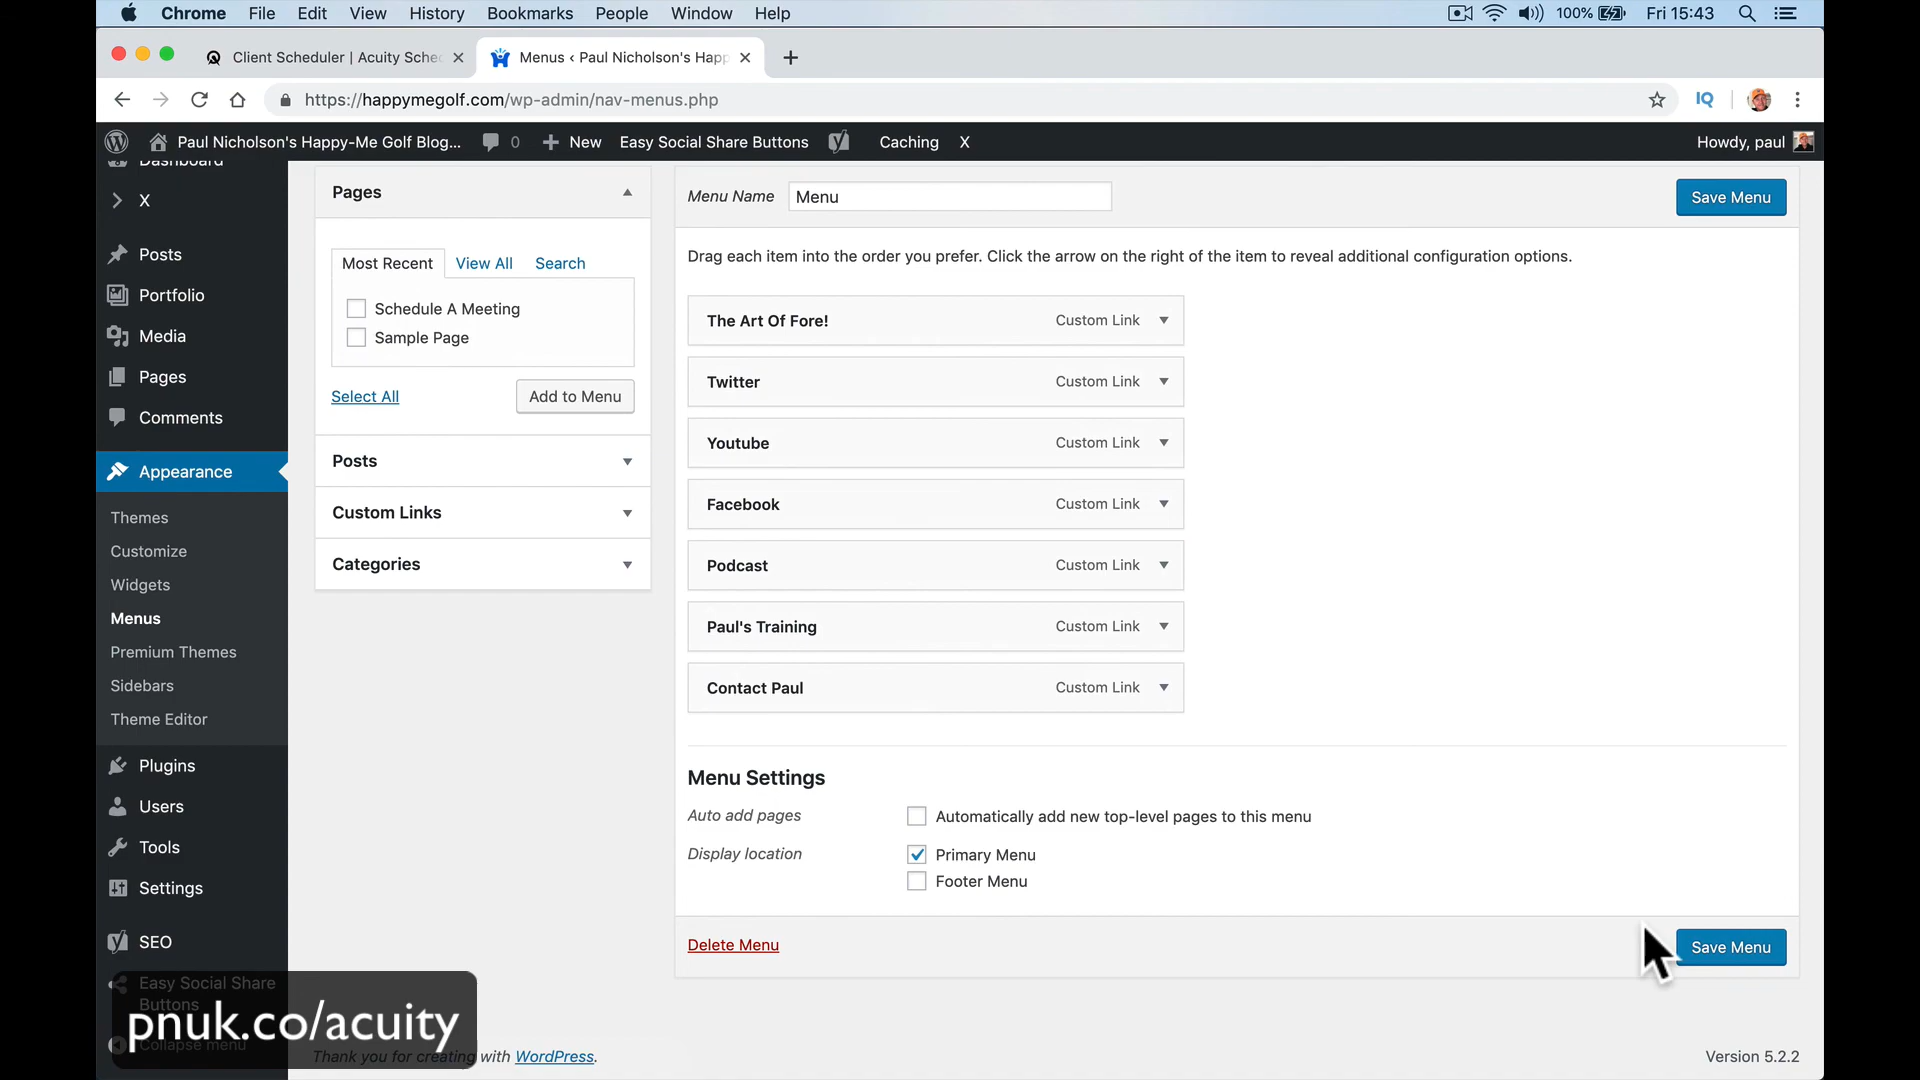 Chrome File Edit View History Bookmarks People Window Help 100% Fri 15:43
Client Scheduler | Acuity Sche
Menus ‹ Paul Nicholson's Happ
https://happymegolf.com/wp-admin/nav-menus.php
IQ
Paul Nicholson's Happy-Me Golf Blog... 0 New Easy Social Share Buttons Caching X Howdy, paul
Dashboard
X
Posts
Portfolio
Media
Pages
Comments
Appearance
Themes
Customize
Widgets
Menus
Premium Themes
Sidebars
Theme Editor
Plugins
Users
Tools
Settings
SEO
Easy Social Share
Buttons
Collapse menu
Pages
Most Recent View All Search
Schedule A Meeting
Sample Page
Select All Add to Menu
Posts
Custom Links
Categories
Menu Name Menu Save Menu
Drag each item into the order you prefer. Click the arrow on the right of the item to reveal additional configuration options.
The Art Of Fore! Custom Link
Twitter Custom Link
Youtube Custom Link
Facebook Custom Link
Podcast Custom Link
Paul's Training Custom Link
Contact Paul Custom Link
Menu Settings
Auto add pages Automatically add new top-level pages to this menu
Display location Primary Menu
Footer Menu
Delete Menu Save Menu
pnuk.co/acuity
Thank you for creating with WordPress. Version 5.2.2